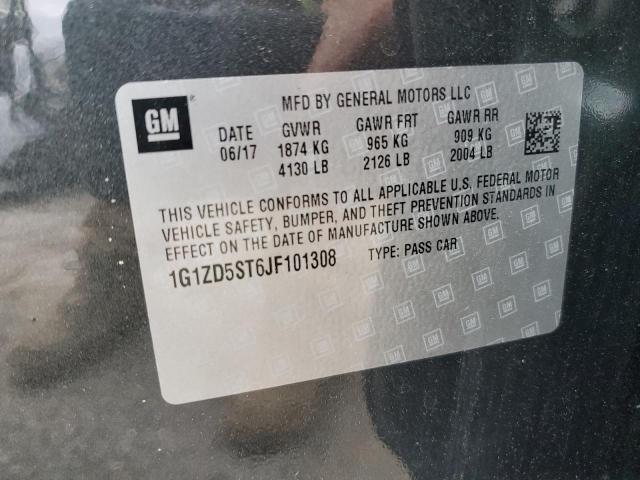 GM
MFD BY GENERAL MOTORS LLC
DATE GVWR GAWR FRT GAWR RR
06/17 1874 KG 965 KG 909 KG
4130 LB 2126 LB 2004 LB
THIS VEHICLE CONFORMS TO ALL APPLICABLE U.S. FEDERAL MOTOR
VEHICLE SAFETY, BUMPER, AND THEFT PREVENTION STANDARDS IN
EFFECT ON THE DATE OF MANUFACTURE SHOWN ABOVE.
1G1ZD5ST6JF101308 TYPE: PASS CAR